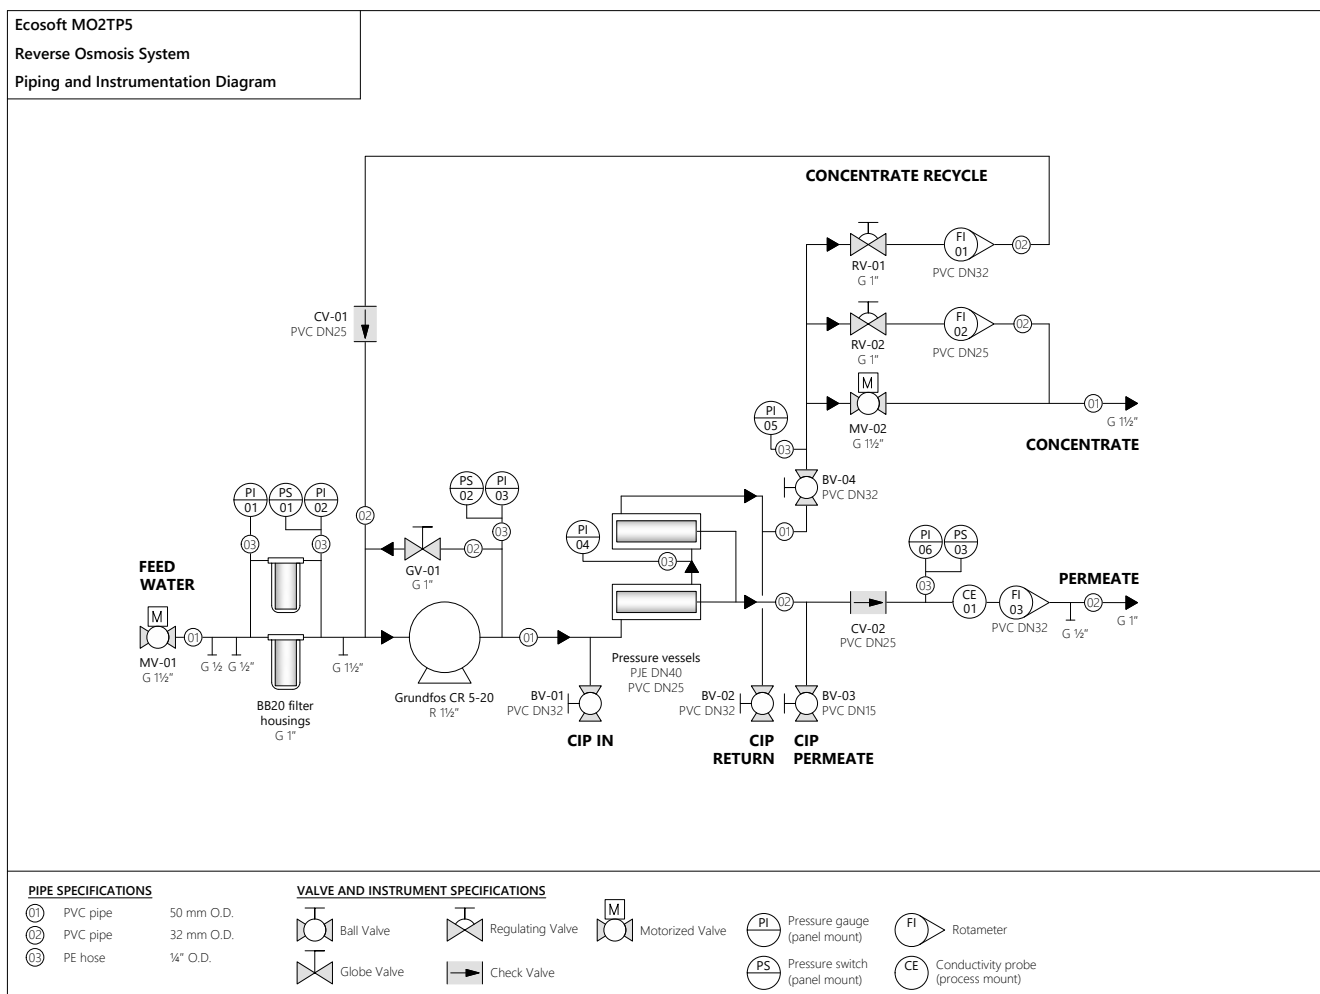 Ecosoft MO2TP5
Reverse Osmosis System
Piping and Instrumentation Diagram
CONCENTRATE RECYCLE
RV-01
G 1"
FI
01
PVC DN32
02
CV-01
PVC DN25
RV-02
G 1"
FI
02
PVC DN25
02
M
MV-02
G 1½"
01
G 1½"
CONCENTRATE
PI
05
03
BV-04
PVC DN32
01
PI
01
PS
01
PI
02
03
03
02
PS
02
PI
03
03
02
GV-01
G 1"
PI
04
03
FEED
WATER
M
MV-01
G 1½"
01
G ½
G ½"
G 1½"
BB20 filter
housings
G 1"
Grundfos CR 5-20
R 1½"
01
Pressure vessels
PJE DN40
PVC DN25
BV-01
PVC DN32
CIP IN
BV-02
PVC DN32
CIP
RETURN
BV-03
PVC DN15
CIP
PERMEATE
02
CV-02
PVC DN25
PI
06
PS
03
03
CE
01
FI
03
PVC DN32
G ½"
02
PERMEATE
G 1"
PIPE SPECIFICATIONS
01 PVC pipe 50 mm O.D.
02 PVC pipe 32 mm O.D.
03 PE hose ¼" O.D.
VALVE AND INSTRUMENT SPECIFICATIONS
Ball Valve
Globe Valve
Regulating Valve
Check Valve
M
Motorized Valve
PI
Pressure gauge
(panel mount)
PS
Pressure switch
(panel mount)
FI
Rotameter
CE
Conductivity probe
(process mount)